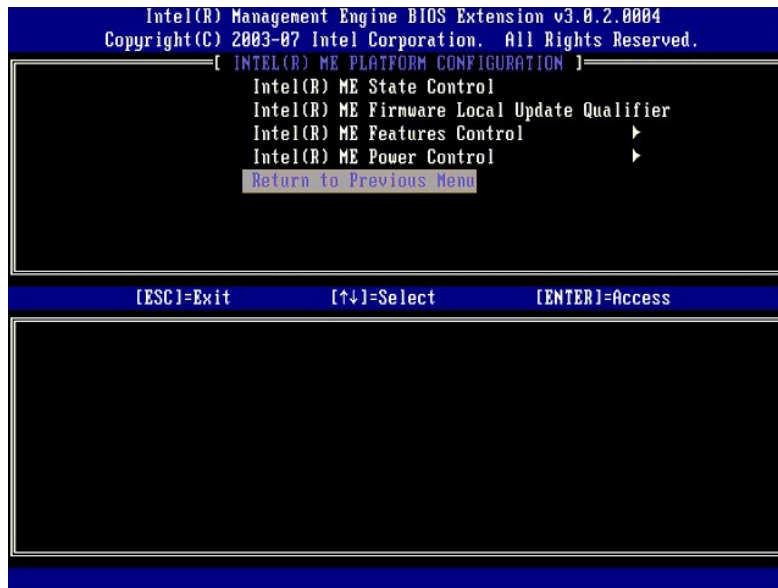 Intel(R) Management Engine BIOS Extension v3.0.2.0004
Copyright(C) 2003-07 Intel Corporation. All Rights Reserved.
[ INTEL(R) ME PLATFORM CONFIGURATION ]
Intel(R) ME State Control
Intel(R) ME Firmware Local Update Qualifier
Intel(R) ME Features Control ►
Intel(R) ME Power Control ►
Return to Previous Menu
[ESC]=Exit [↑↓]=Select [ENTER]=Access